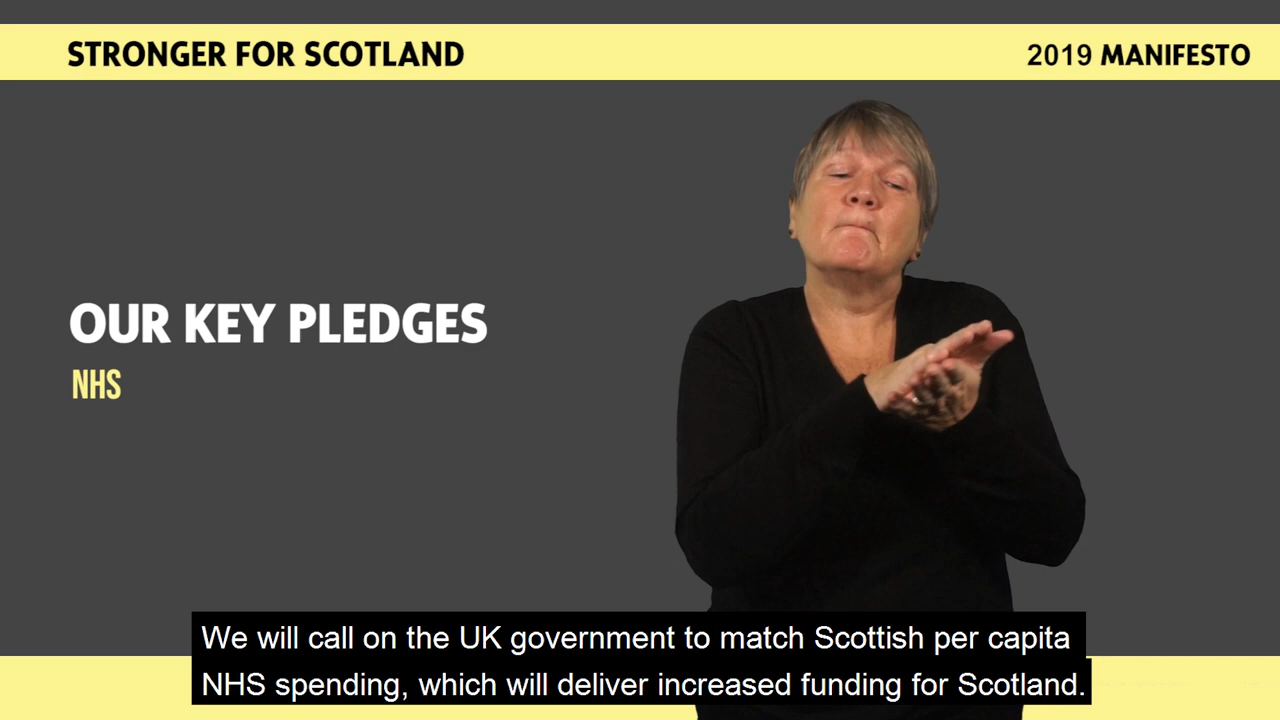 STRONGER FOR SCOTLAND
2019 MANIFESTO
OUR KEY PLEDGES
NHS
We will call on the UK government to match Scottish per capita
NHS spending, which will deliver increased funding for Scotland.